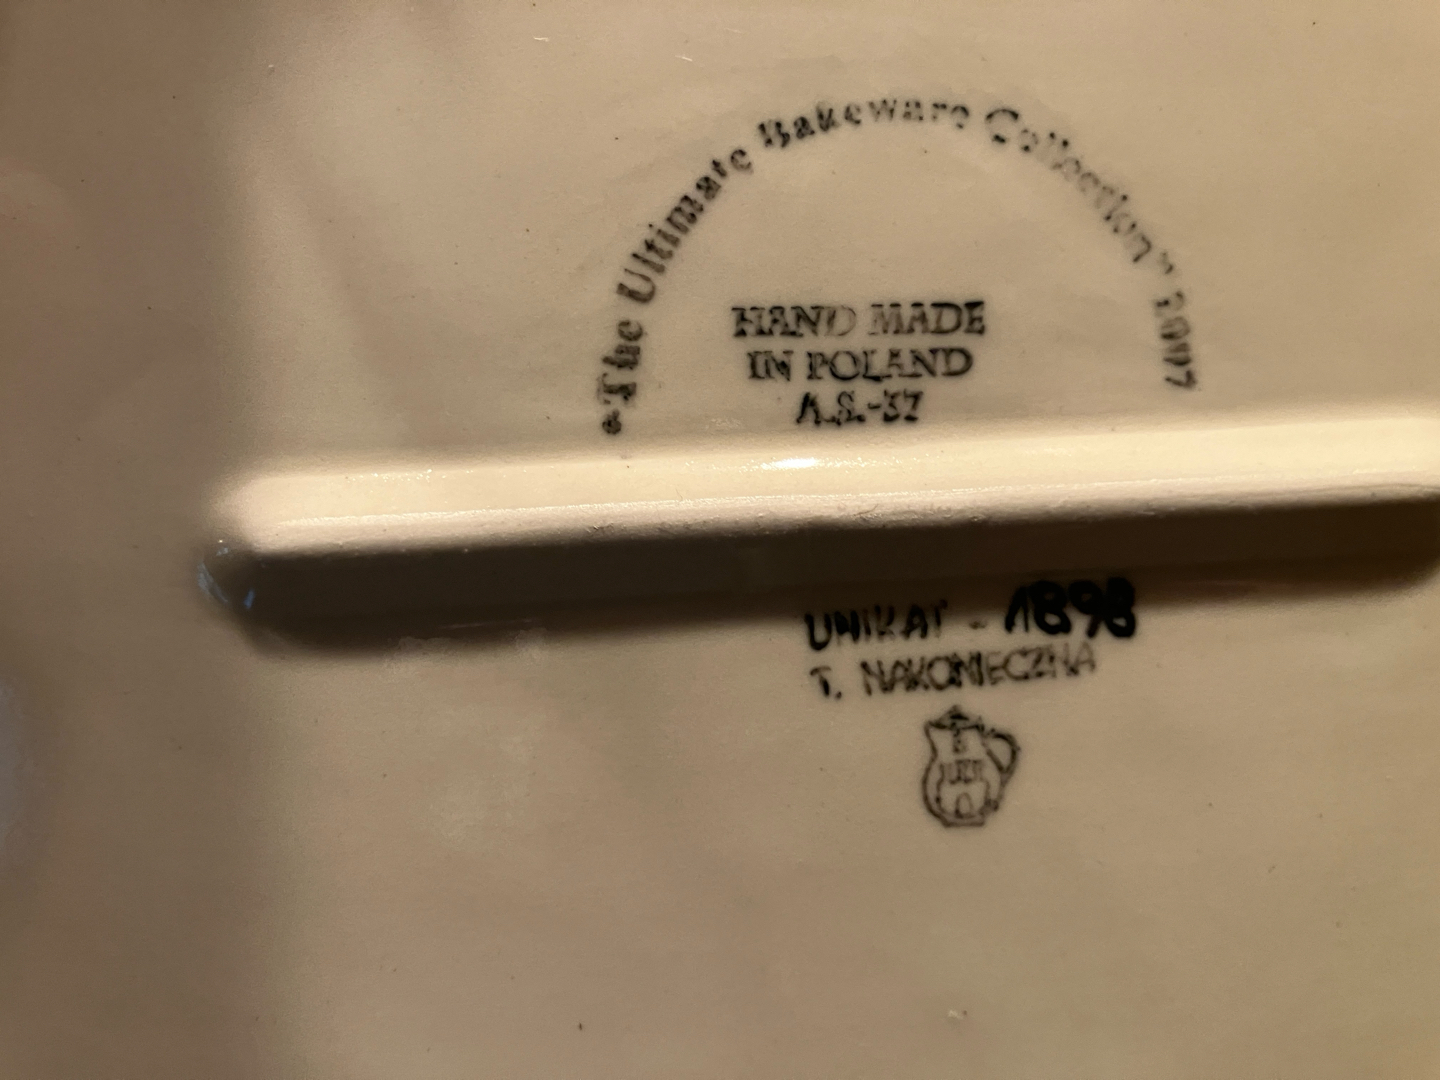 "The Ultimate Bakeware Collection" 2007
HAND MADE
IN POLAND
A.S.-37
UNIKAT - 1898
T. NAKONIECZNA